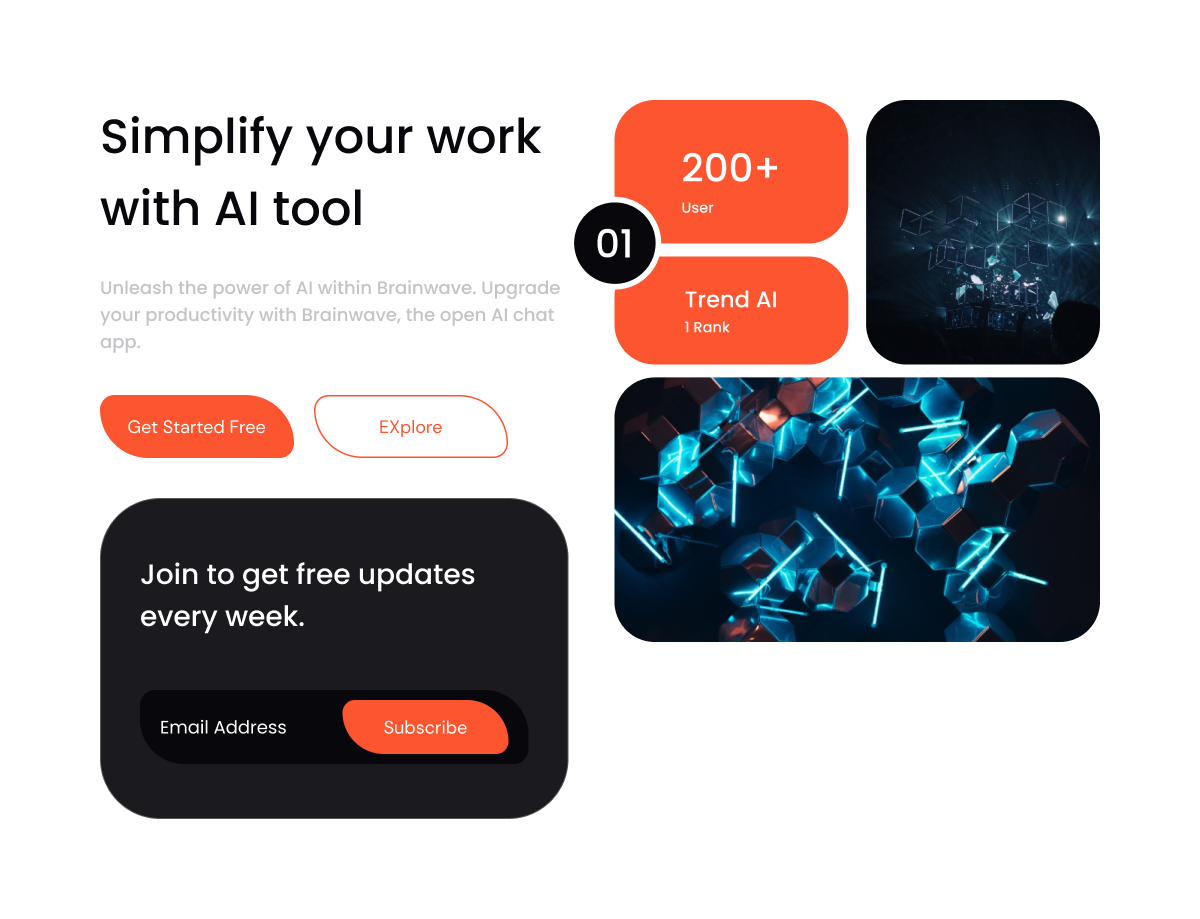 Simplify your work
with AI tool
Unleash the power of AI within Brainwave. Upgrade
your productivity with Brainwave, the open AI chat
app.
Get Started Free
EXplore
Join to get free updates
every week.
Email Address
Subscribe
200+
User
01
Trend AI
1 Rank